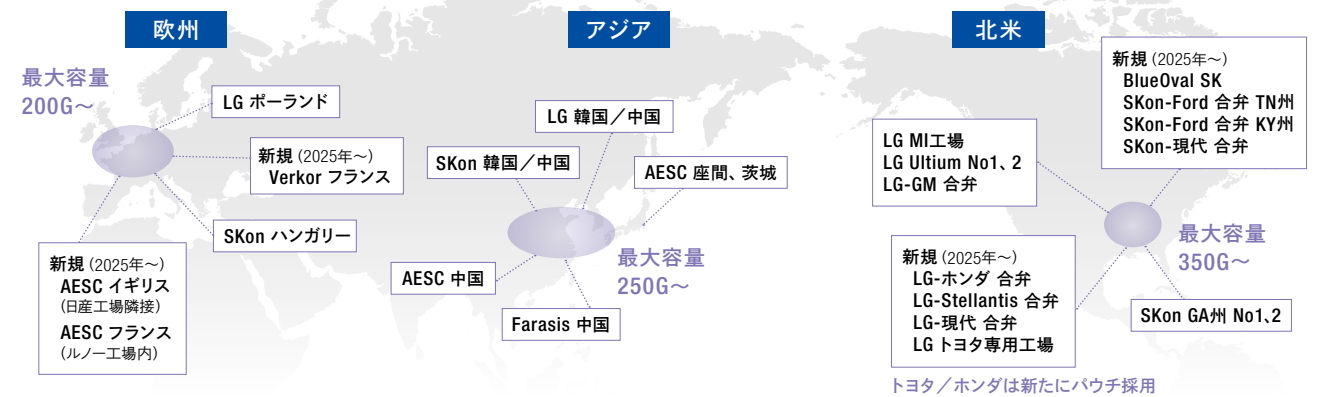 欧州
最大容量
200G～
LG ポーランド
新規 (2025年～)
Verkor フランス
SKon ハンガリー
新規 (2025年～)
AESC イギリス
(日産工場隣接)
AESC フランス
(ルノー工場内)
アジア
LG 韓国／中国
SKon 韓国／中国
AESC 座間、茨城
AESC 中国
Farasis 中国
最大容量
250G～
北米
新規 (2025年～)
BlueOval SK
SKon-Ford 合弁 TN州
SKon-Ford 合弁 KY州
SKon-現代 合弁
LG MI工場
LG Ultium No1、2
LG-GM 合弁
最大容量
350G～
新規 (2025年～)
LG-ホンダ 合弁
LG-Stellantis 合弁
LG-現代 合弁
LG トヨタ専用工場
SKon GA州 No1、2
トヨタ／ホンダは新たにパウチ採用